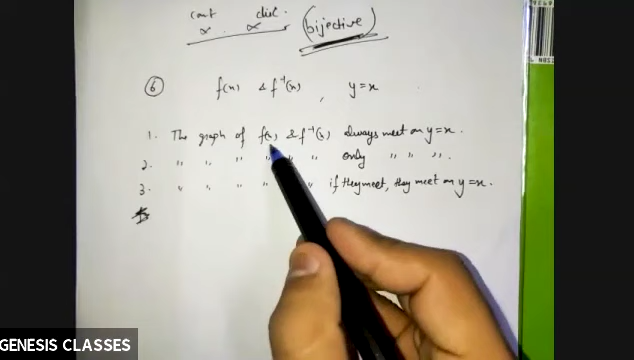 cont disc.
∝ . ∝ (bijective)
⑥ f(x) & f⁻¹(x) , y=x
1. The graph of f(x) & f⁻¹(x) always meet on y=x.
2. " " " " " " only " " ".
3. " " " " " if they meet, they meet on y=x.
GENESIS CLASSES